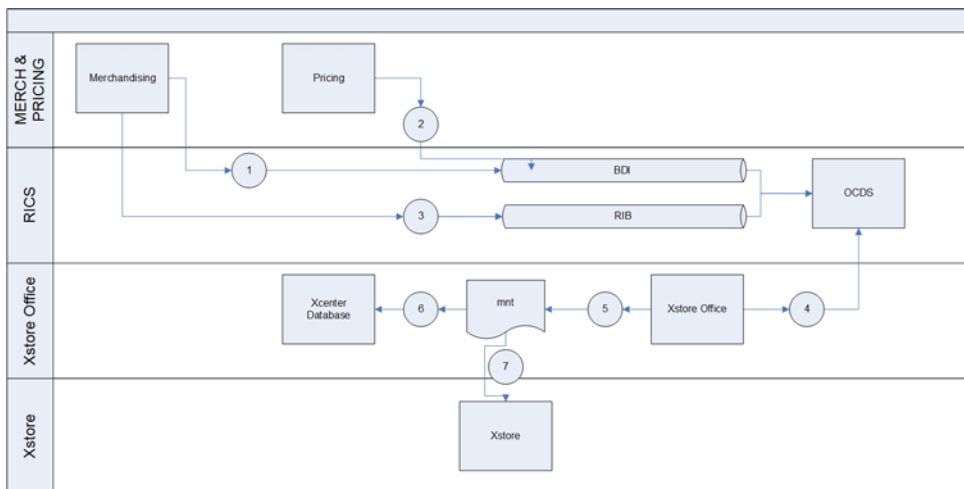 MERCH &
PRICING
Merchandising
Pricing
2
RICS
1
BDI
3
RIB
OCDS
Xstore Office
Xcenter
Database
6
mnt
5
Xstore Office
4
7
Xstore
Xstore